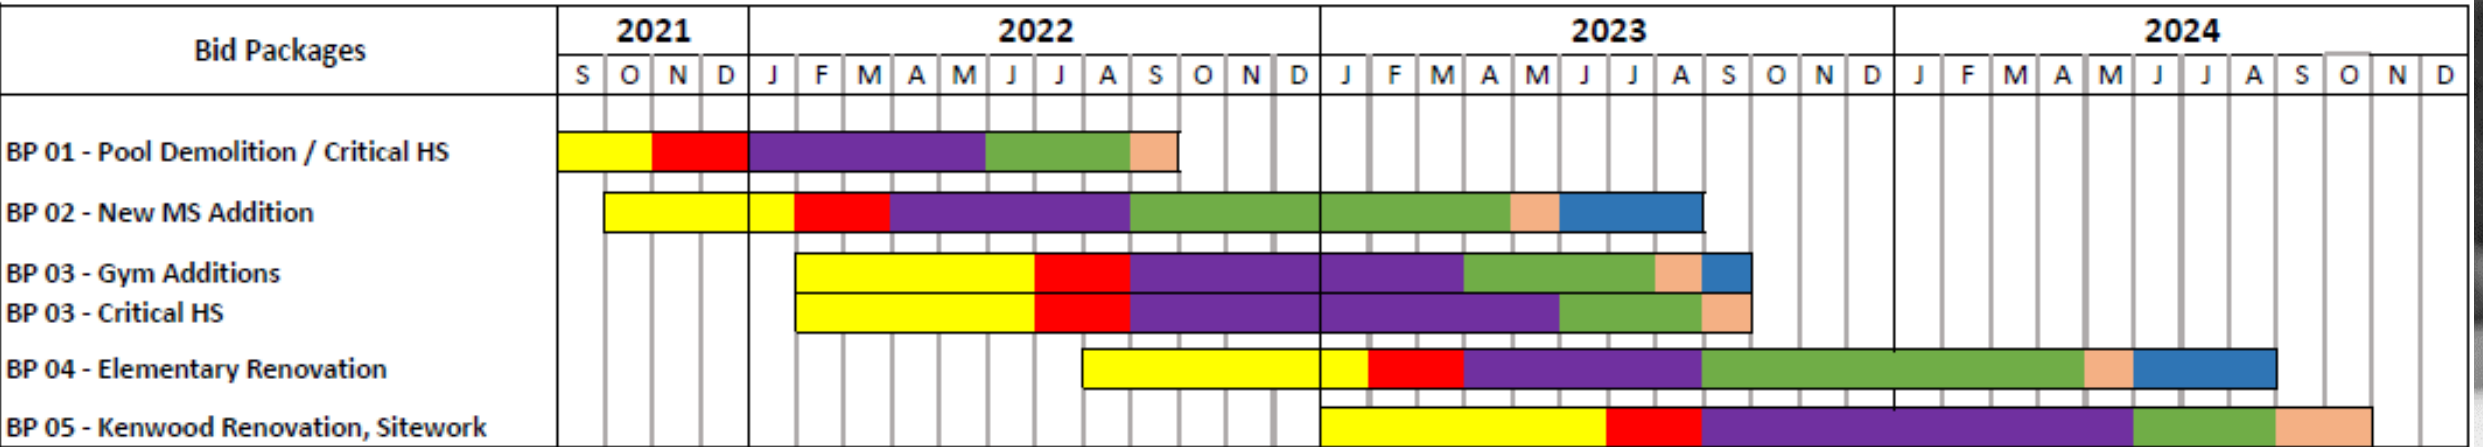 Bid Packages
2021 2022 2023 2024
S O N D J F M A M J J A S O N D J F M A M J J A S O N D J F M A M J J A S O N D
BP 01 - Pool Demolition / Critical HS
BP 02 - New MS Addition
BP 03 - Gym Additions
BP 03 - Critical HS
BP 04 - Elementary Renovation
BP 05 - Kenwood Renovation, Sitework